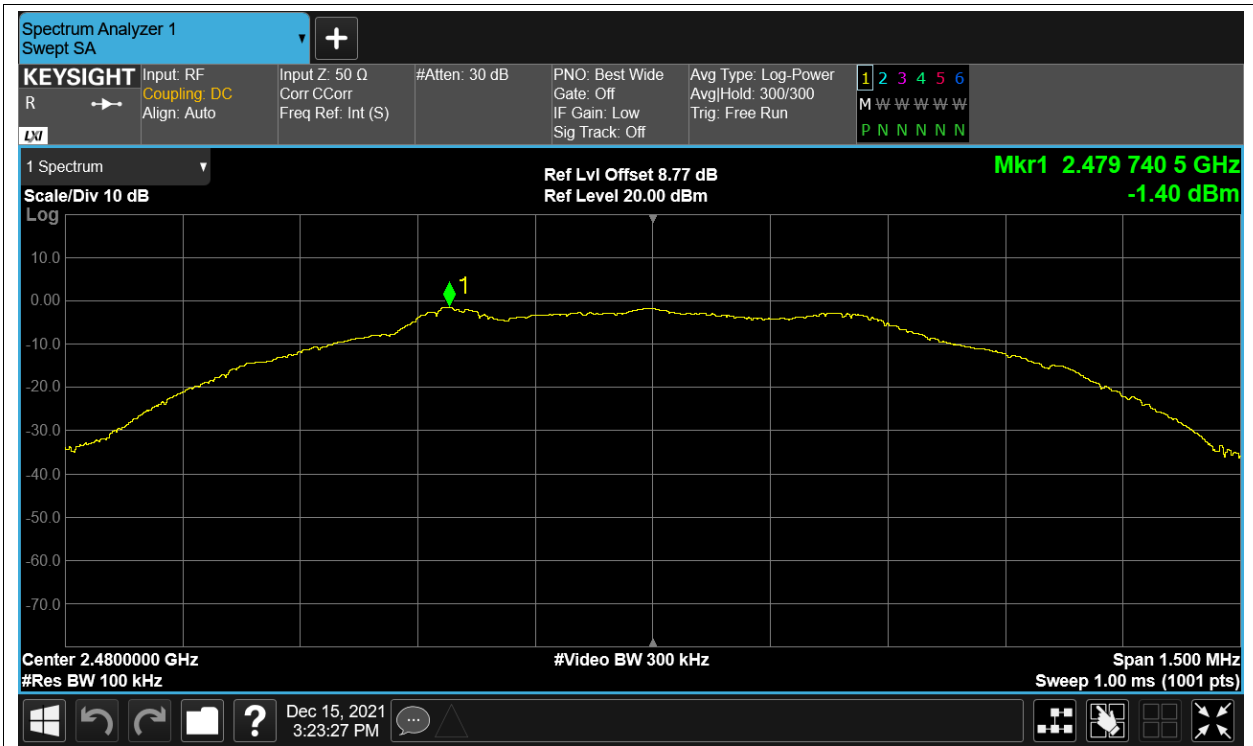 Spectrum Analyzer 1
Swept SA
KEYSIGHT
R
LXI
Input: RF
Coupling: DC
Align: Auto
Input Z: 50 Ω
Corr CCorr
Freq Ref: Int (S)
#Atten: 30 dB
PNO: Best Wide
Gate: Off
IF Gain: Low
Sig Track: Off
Avg Type: Log-Power
Avg|Hold: 300/300
Trig: Free Run
1 2 3 4 5 6
M W W W W W
P N N N N N
1 Spectrum
Scale/Div 10 dB
Log
Ref Lvl Offset 8.77 dB
Ref Level 20.00 dBm
Mkr1 2.479 740 5 GHz
-1.40 dBm
1
10.0
0.00
-10.0
-20.0
-30.0
-40.0
-50.0
-60.0
-70.0
Center 2.4800000 GHz
#Video BW 300 kHz
Span 1.500 MHz
#Res BW 100 kHz
Sweep 1.00 ms (1001 pts)
?
Dec 15, 2021
3:23:27 PM